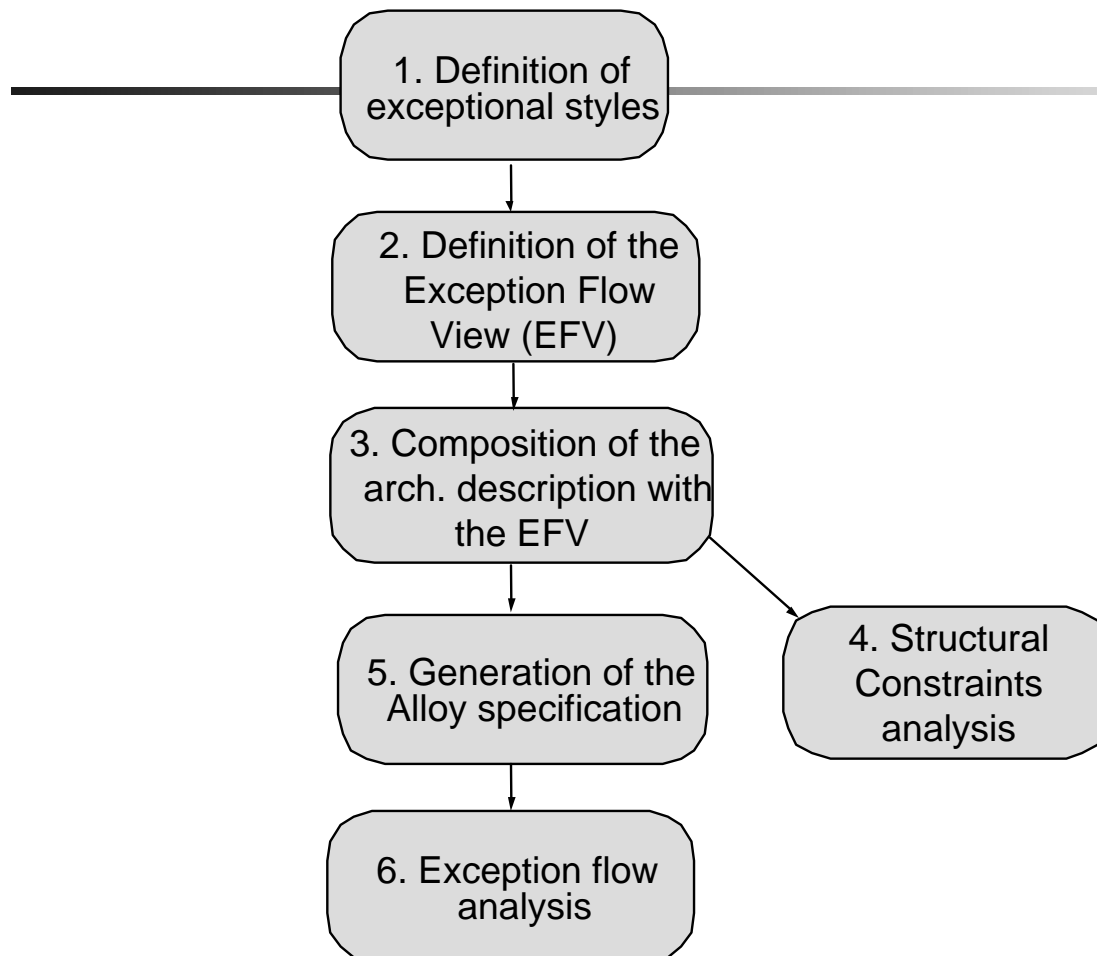 1. Definition of
exceptional styles
2. Definition of the
Exception Flow
View (EFV)
3. Composition of the
arch. description with
the EFV
4. Structural
Constraints
analysis
5. Generation of the
Alloy specification
6. Exception flow
analysis